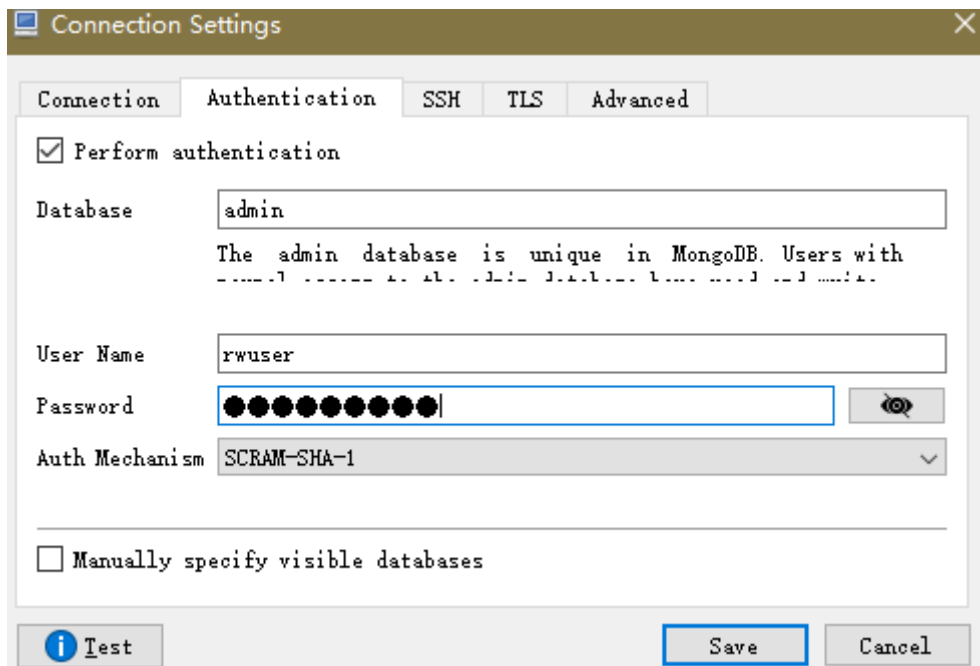 Connection Settings
Connection Authentication SSH TLS Advanced
Perform authentication
Database admin
The admin database is unique in MongoDB. Users with
User Name rwuser
Password ●●●●●●●●●
Auth Mechanism SCRAM-SHA-1
Manually specify visible databases
Test Save Cancel